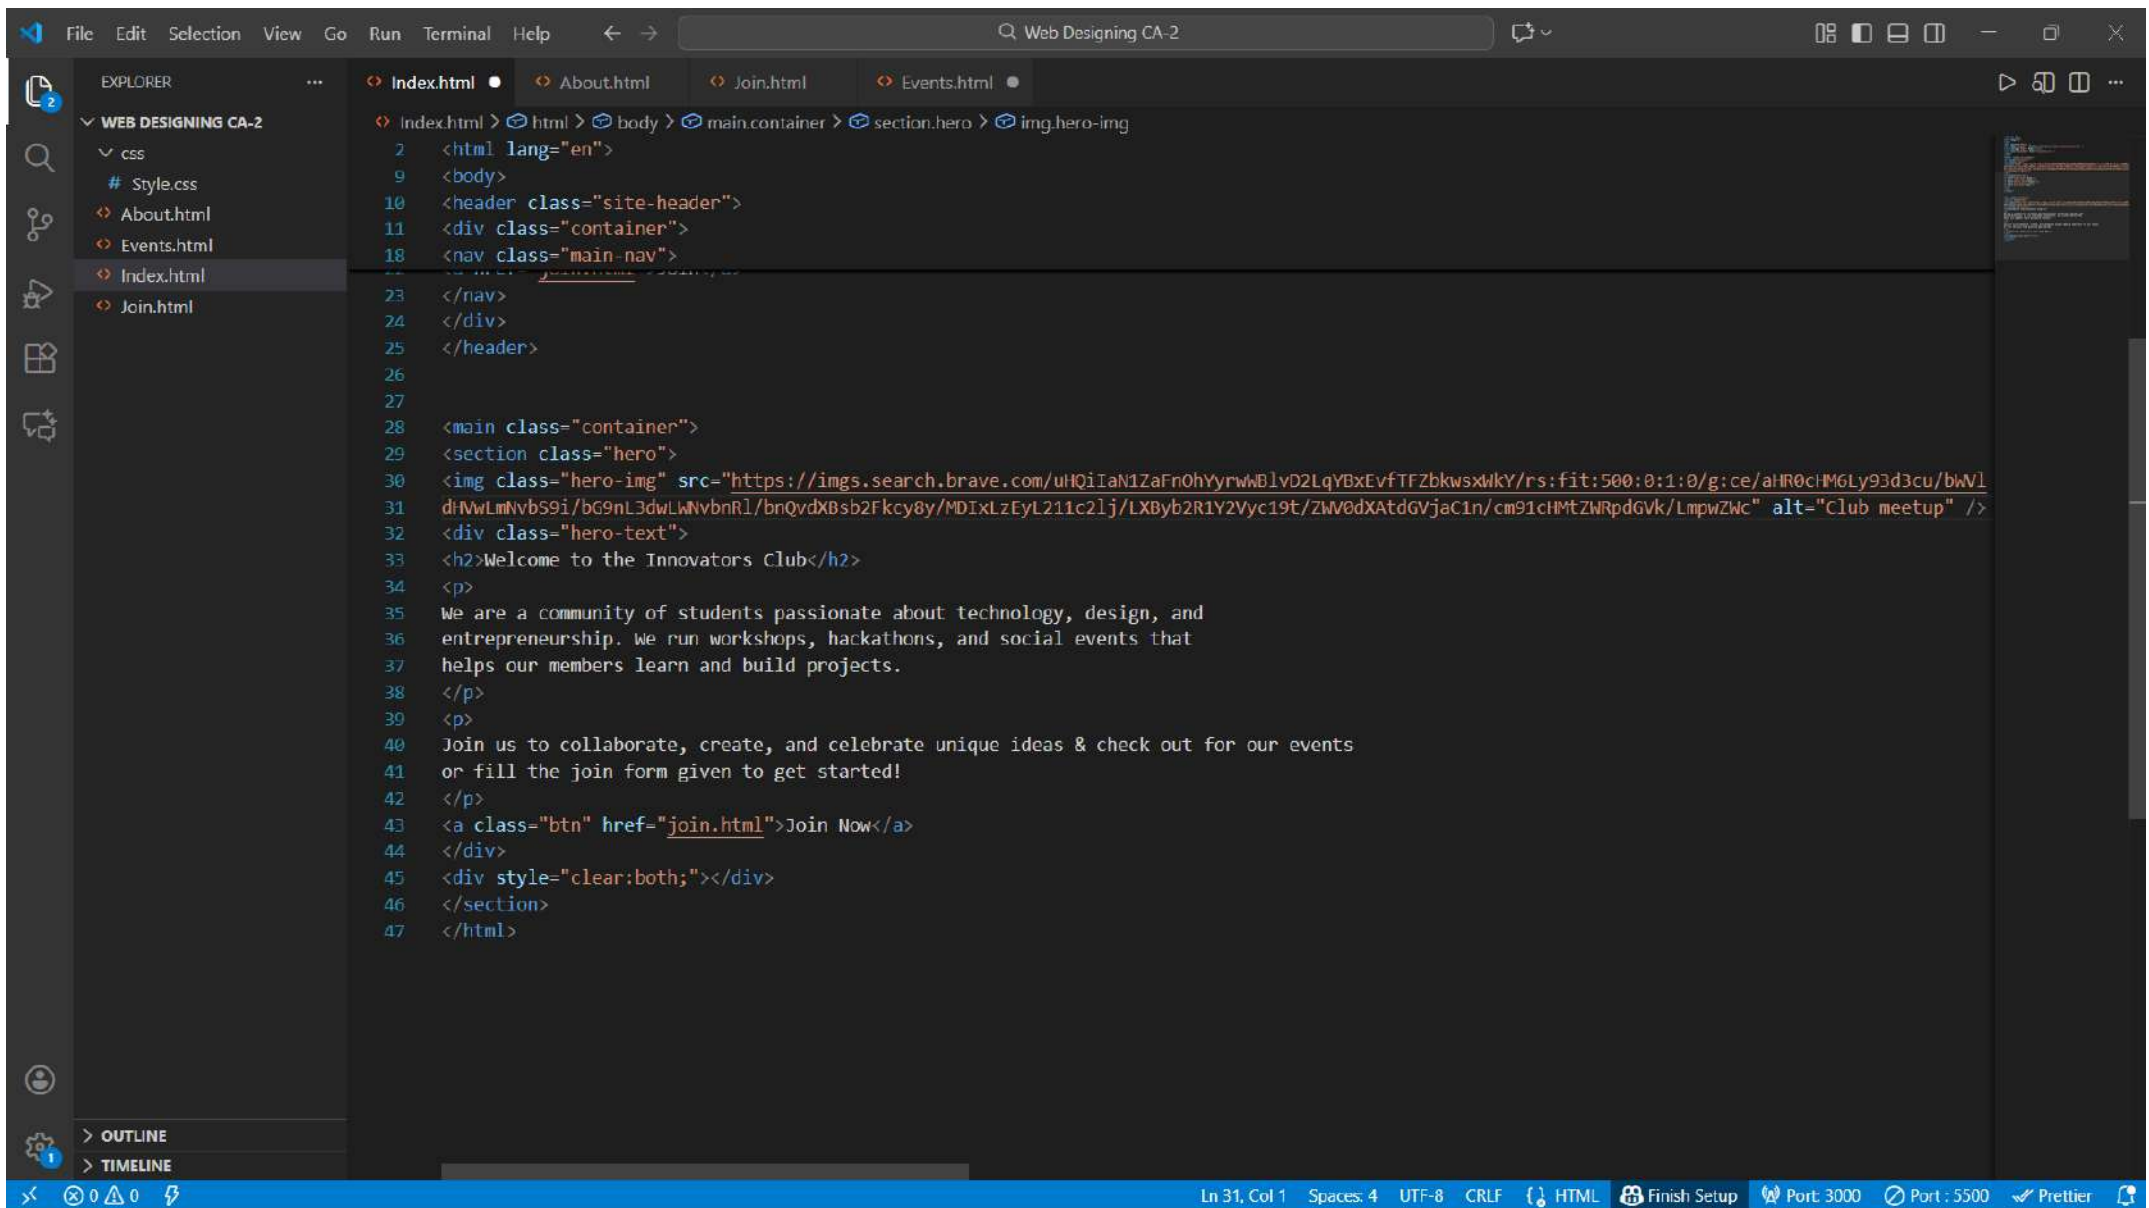 File Edit Selection View Go Run Terminal Help Web Designing CA-2
EXPLORER
2
WEB DESIGNING CA-2
css
# Style.css
About.html
Events.html
Index.html
Join.html
OUTLINE
TIMELINE
1
Index.html About.html Join.html Events.html
Index.html > html > body > main.container > section.hero > img.hero-img
2 <html lang="en">
9 <body>
10 <header class="site-header">
11 <div class="container">
18 <nav class="main-nav">
23 </nav>
24 </div>
25 </header>
26
27
28 <main class="container">
29 <section class="hero">
30 <img class="hero-img" src="https://imgs.search.brave.com/uHQiIaN1ZaFnOhYyrwWBlvD2LqYBxEvfTFZbkwsxWkY/rs:fit:500:0:1:0/g:ce/aHR0cHM6Ly93d3cu/bWVl
31 dHVwLmNvbS9i/bG9nL3dwLWNvbnRl/bnQvdXBsb2Fkcy8y/MDIxLzEyL211c2lj/LXByb2R1Y2Vyc19t/ZWV0dXAtdGVjaC1n/cm91cHMtZWRpdGVk/LmpwZWc" alt="Club meetup" />
32 <div class="hero-text">
33 <h2>Welcome to the Innovators Club</h2>
34 <p>
35 We are a community of students passionate about technology, design, and
36 entrepreneurship. We run workshops, hackathons, and social events that
37 helps our members learn and build projects.
38 </p>
39 <p>
40 Join us to collaborate, create, and celebrate unique ideas & check out for our events
41 or fill the join form given to get started!
42 </p>
43 <a class="btn" href="join.html">Join Now</a>
44 </div>
45 <div style="clear:both;"></div>
46 </section>
47 </html>
0 0 Ln 31, Col 1 Spaces: 4 UTF-8 CRLF {} HTML Finish Setup Port: 3000 Port : 5500 Prettier